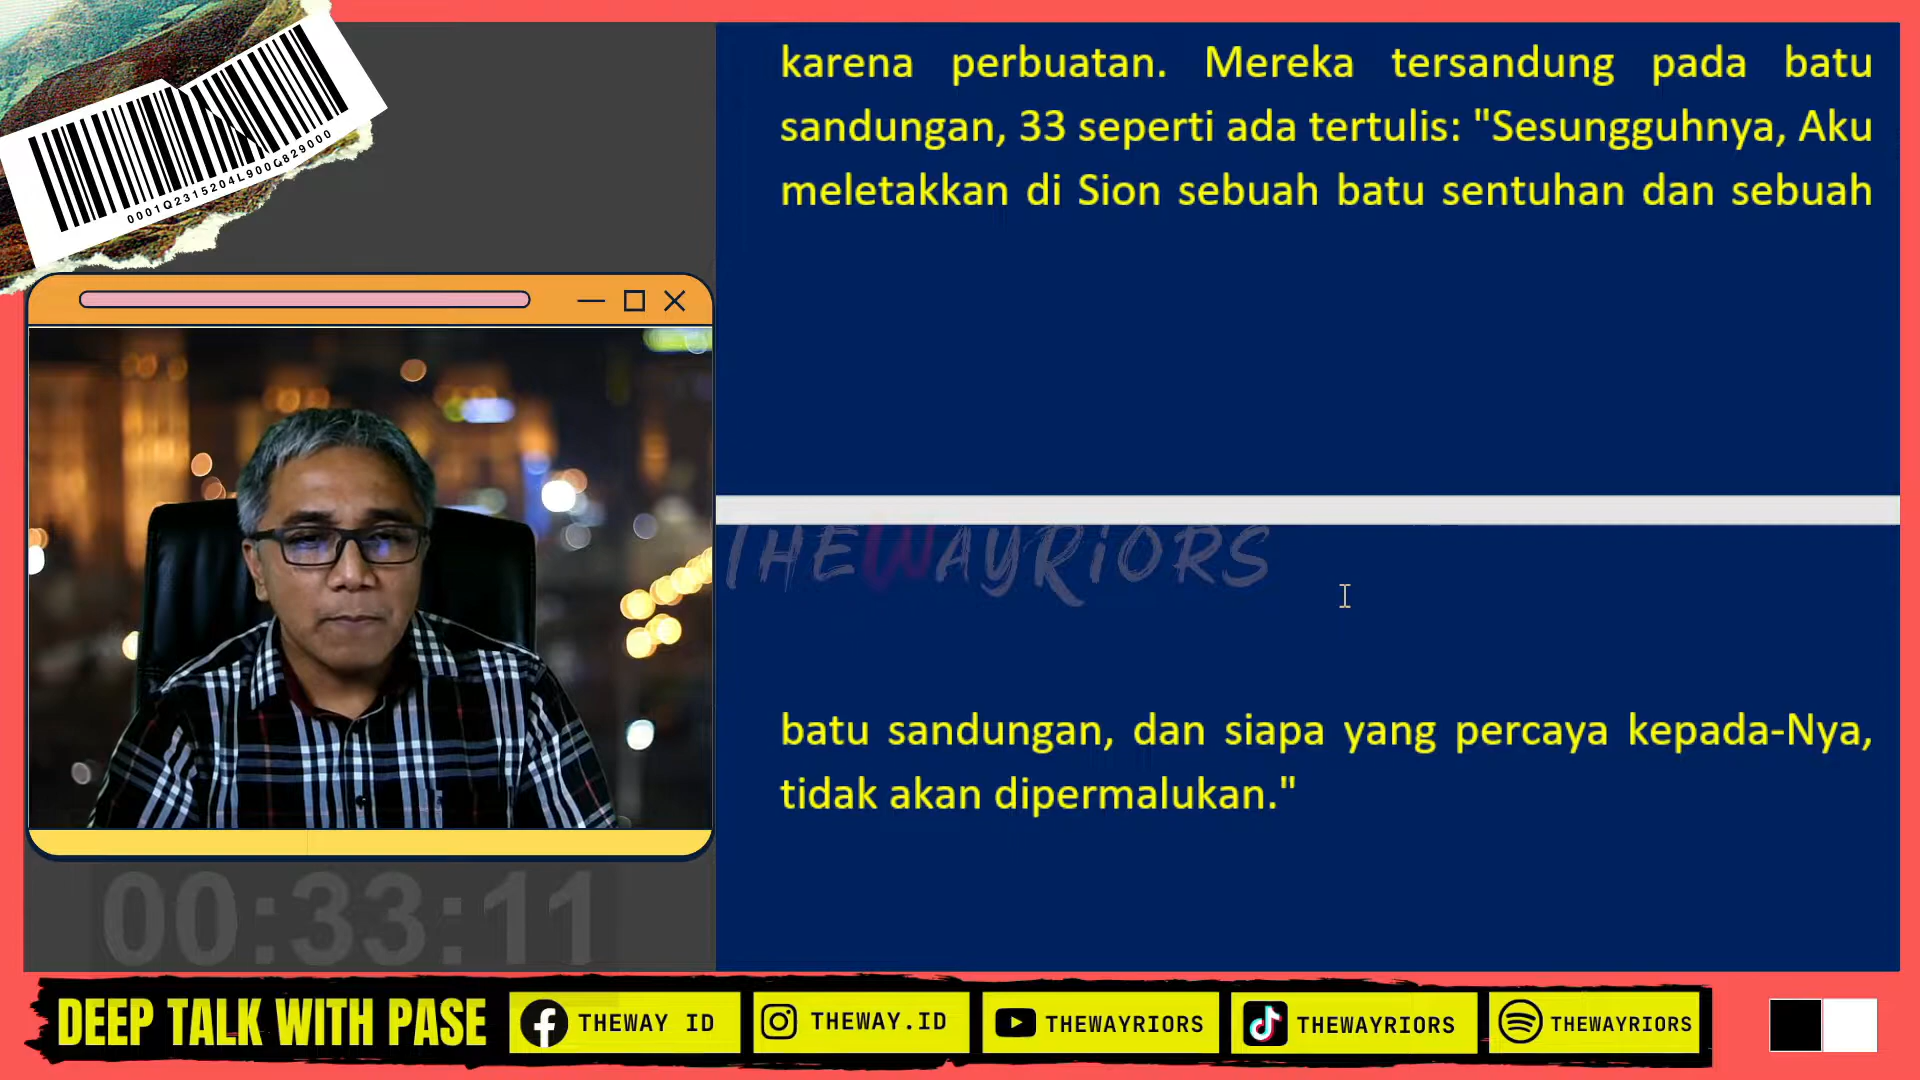 karena perbuatan. Mereka tersandung pada batu
sandungan, 33 seperti ada tertulis: "Sesungguhnya, Aku
meletakkan di Sion sebuah batu sentuhan dan sebuah
THEWAYRiORS
batu sandungan, dan siapa yang percaya kepada-Nya,
tidak akan dipermalukan."
00:33:11
DEEP TALK WITH PASE
THEWAY ID
THEWAY.ID
THEWAYRIORS
THEWAYRIORS
THEWAYRIORS